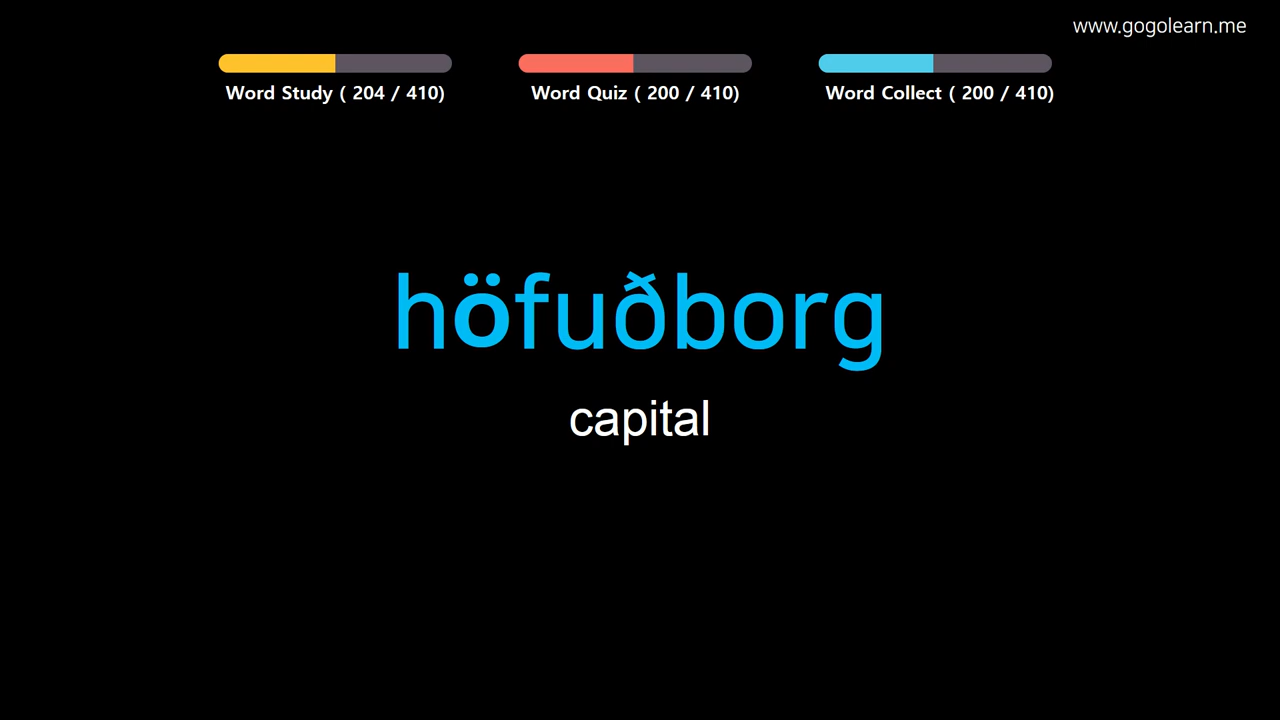 www.gogolearn.me
Word Study ( 204 / 410)
Word Quiz ( 200 / 410)
Word Collect ( 200 / 410)
höfuðborg
capital